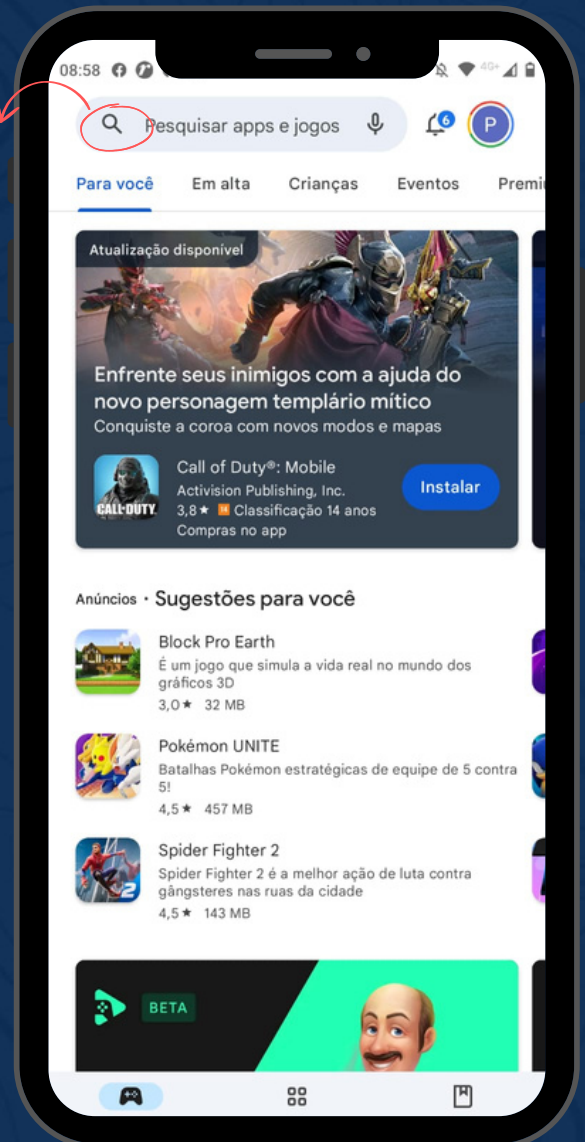 08:58
4G+
Pesquisar apps e jogos
6
P
Para você Em alta Crianças Eventos Premi
Atualização disponível
Enfrente seus inimigos com a ajuda do
novo personagem templário mítico
Conquiste a coroa com novos modos e mapas
CALL·DUTY
Call of Duty®: Mobile
Activision Publishing, Inc.
3,8★ 14 Classificação 14 anos
Compras no app
Instalar
Anúncios · Sugestões para você
Block Pro Earth
É um jogo que simula a vida real no mundo dos
gráficos 3D
3,0★ 32 MB
Pokémon UNITE
Batalhas Pokémon estratégicas de equipe de 5 contra
5!
4,5★ 457 MB
2
Spider Fighter 2
Spider Fighter 2 é a melhor ação de luta contra
gângsteres nas ruas da cidade
4,5★ 143 MB
BETA